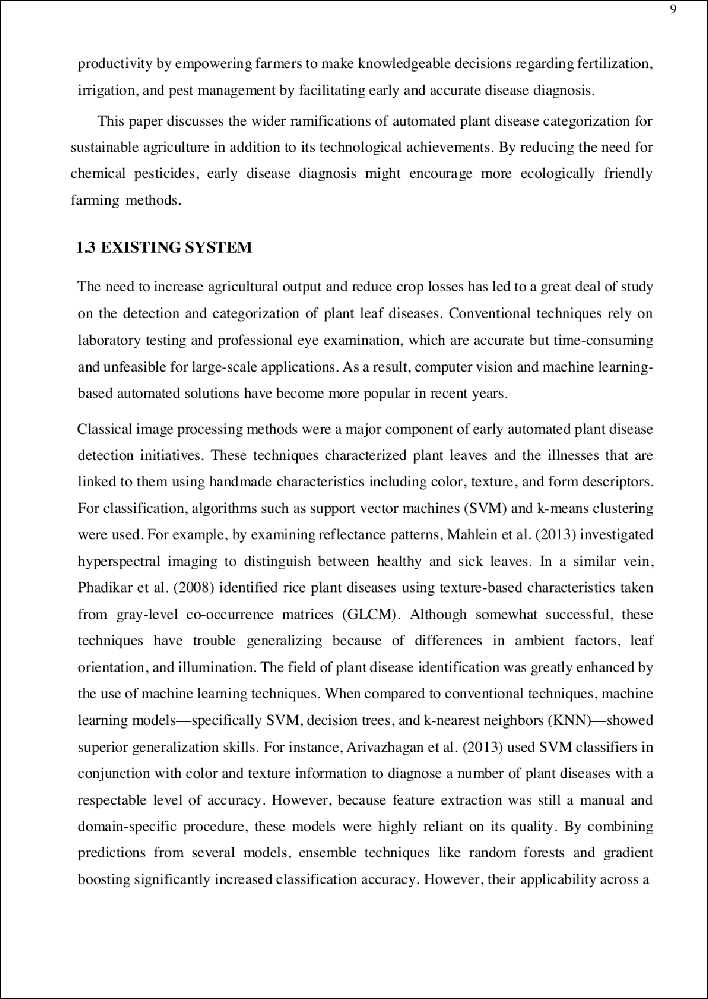 9
productivity by empowering farmers to make knowledgeable decisions regarding fertilization,
irrigation, and pest management by facilitating early and accurate disease diagnosis.
This paper discusses the wider ramifications of automated plant disease categorization for
sustainable agriculture in addition to its technological achievements. By reducing the need for
chemical pesticides, early disease diagnosis might encourage more ecologically friendly
farming methods.
1.3 EXISTING SYSTEM
The need to increase agricultural output and reduce crop losses has led to a great deal of study
on the detection and categorization of plant leaf diseases. Conventional techniques rely on
laboratory testing and professional eye examination, which are accurate but time-consuming
and unfeasible for large-scale applications. As a result, computer vision and machine learning-
based automated solutions have become more popular in recent years.
Classical image processing methods were a major component of early automated plant disease
detection initiatives. These techniques characterized plant leaves and the illnesses that are
linked to them using handmade characteristics including color, texture, and form descriptors.
For classification, algorithms such as support vector machines (SVM) and k-means clustering
were used. For example, by examining reflectance patterns, Mahlein et al. (2013) investigated
hyperspectral imaging to distinguish between healthy and sick leaves. In a similar vein,
Phadikar et al. (2008) identified rice plant diseases using texture-based characteristics taken
from gray-level co-occurrence matrices (GLCM). Although somewhat successful, these
techniques have trouble generalizing because of differences in ambient factors, leaf
orientation, and illumination. The field of plant disease identification was greatly enhanced by
the use of machine learning techniques. When compared to conventional techniques, machine
learning models—specifically SVM, decision trees, and k-nearest neighbors (KNN)—showed
superior generalization skills. For instance, Arivazhagan et al. (2013) used SVM classifiers in
conjunction with color and texture information to diagnose a number of plant diseases with a
respectable level of accuracy. However, because feature extraction was still a manual and
domain-specific procedure, these models were highly reliant on its quality. By combining
predictions from several models, ensemble techniques like random forests and gradient
boosting significantly increased classification accuracy. However, their applicability across a